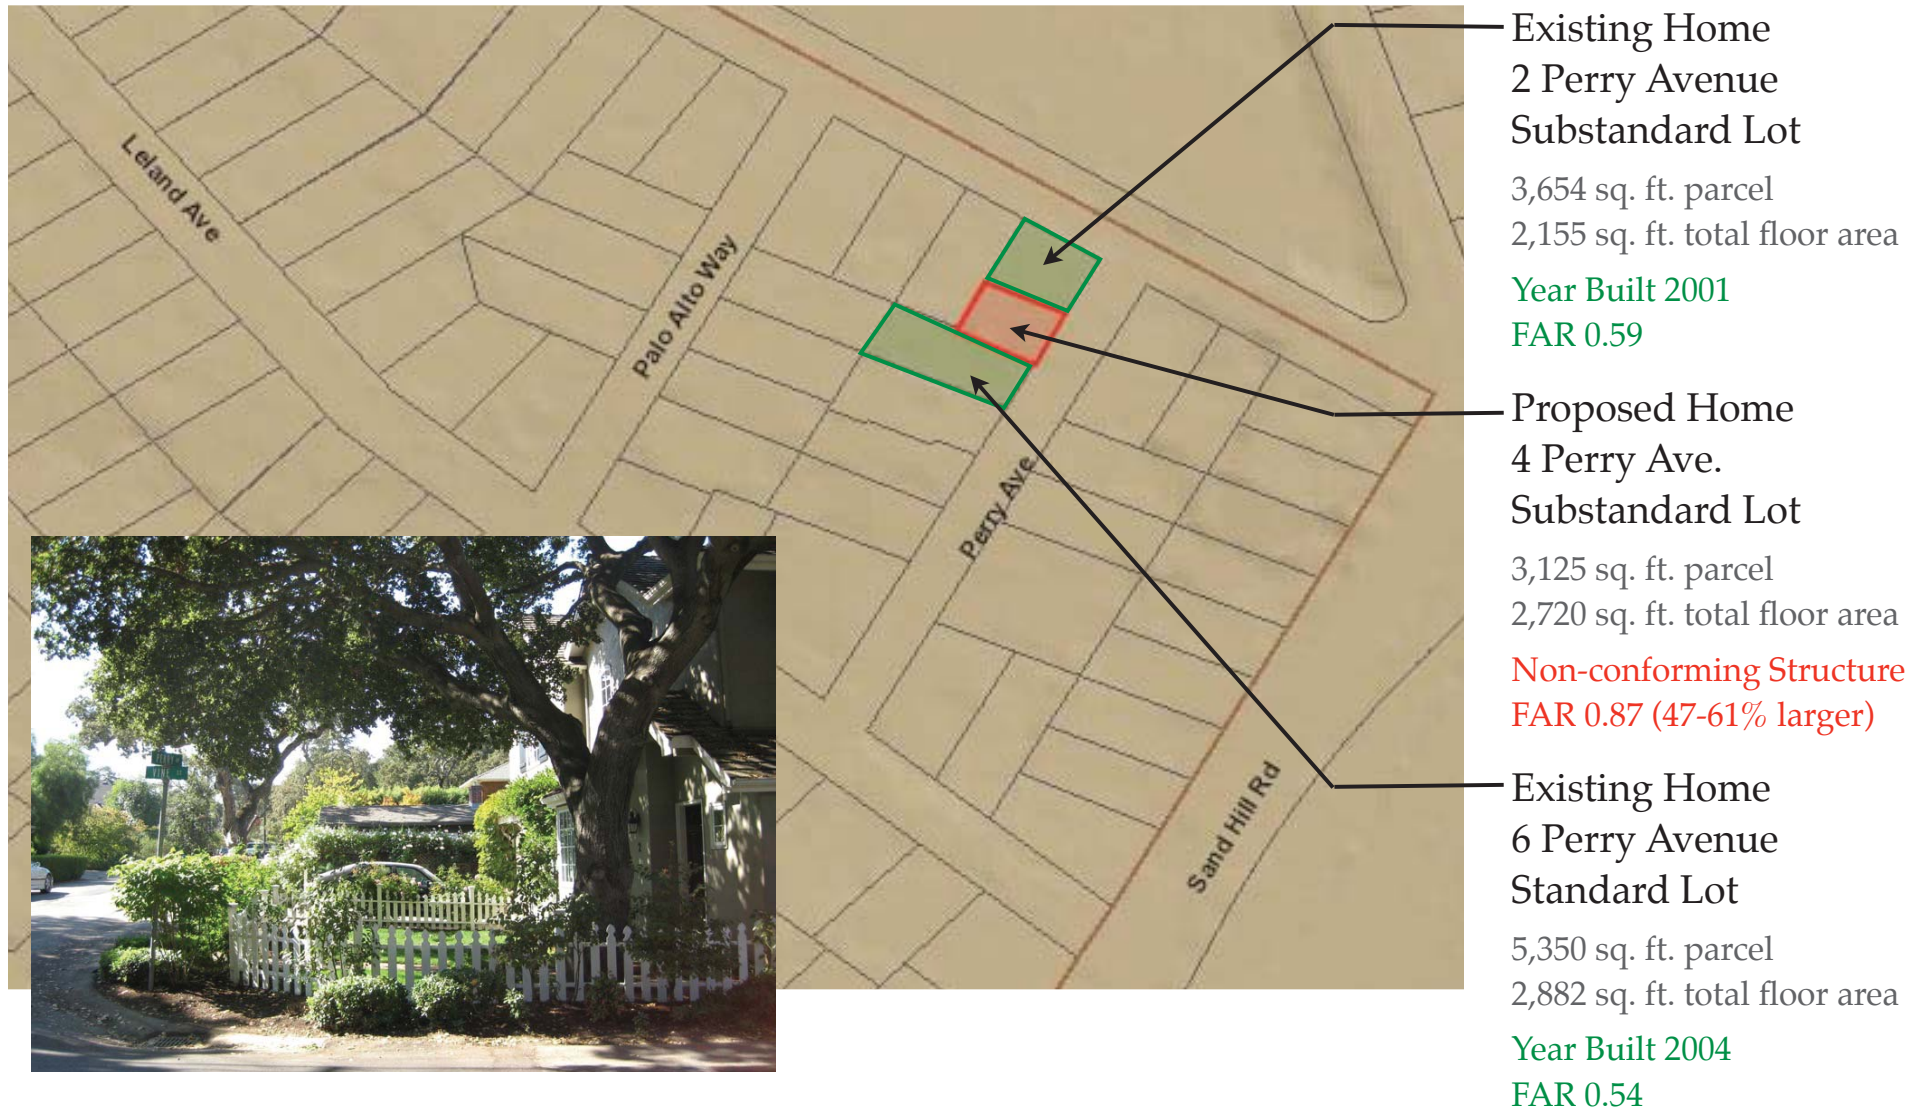 Existing Home
2 Perry Avenue
Substandard Lot
3,654 sq. ft. parcel
2,155 sq. ft. total floor area
Year Built 2001
FAR 0.59
Proposed Home
4 Perry Ave.
Substandard Lot
3,125 sq. ft. parcel
2,720 sq. ft. total floor area
Non-conforming Structure
FAR 0.87 (47-61% larger)
Existing Home
6 Perry Avenue
Standard Lot
5,350 sq. ft. parcel
2,882 sq. ft. total floor area
Year Built 2004
FAR 0.54
Leland Ave
Palo Alto Way
Perry Ave
Sand Hill Rd